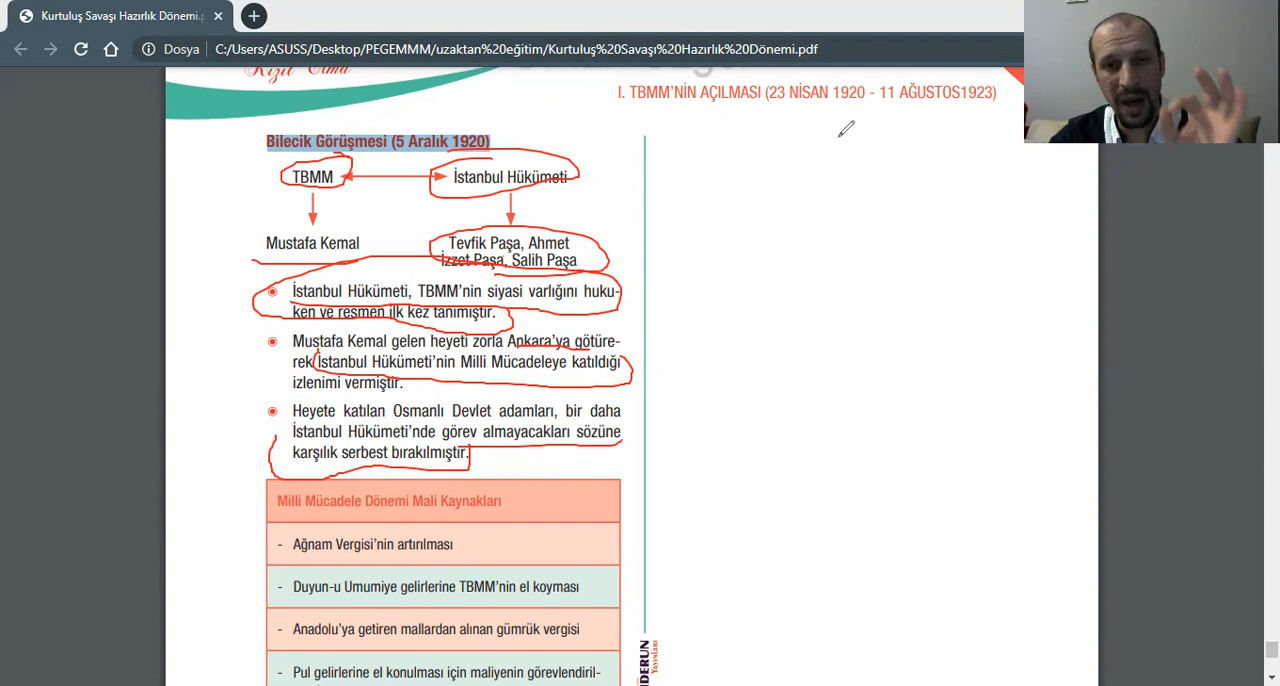 Kurtuluş Savaşı Hazırlık Dönemi.p
Dosya
C:/Users/ASUSS/Desktop/PEGEMMM/uzaktan%20eğitim/Kurtuluş%20Savaşı%20Hazırlık%20Dönemi.pdf
Kızıl Elma
I. TBMM'NİN AÇILMASI (23 NİSAN 1920 - 11 AĞUSTOS1923)
Bilecik Görüşmesi (5 Aralık 1920)
TBMM
İstanbul Hükümeti
Mustafa Kemal
Tevfik Paşa, Ahmet
İzzet Paşa, Salih Paşa
İstanbul Hükümeti, TBMM'nin siyasi varlığını huku-
ken ve resmen ilk kez tanımıştır.
Mustafa Kemal gelen heyeti zorla Ankara'ya götüre-
rek İstanbul Hükümeti'nin Milli Mücadeleye katıldığı
izlenimi vermiştir.
Heyete katılan Osmanlı Devlet adamları, bir daha
İstanbul Hükümeti'nde görev almayacakları sözüne
karşılık serbest bırakılmıştır.
Milli Mücadele Dönemi Mali Kaynakları
- Ağnam Vergisi'nin artırılması
- Duyun-u Umumiye gelirlerine TBMM'nin el koyması
- Anadolu'ya getiren mallardan alınan gümrük vergisi
- Pul gelirlerine el konulması için maliyenin görevlendiril-
DERUN
Yayınları